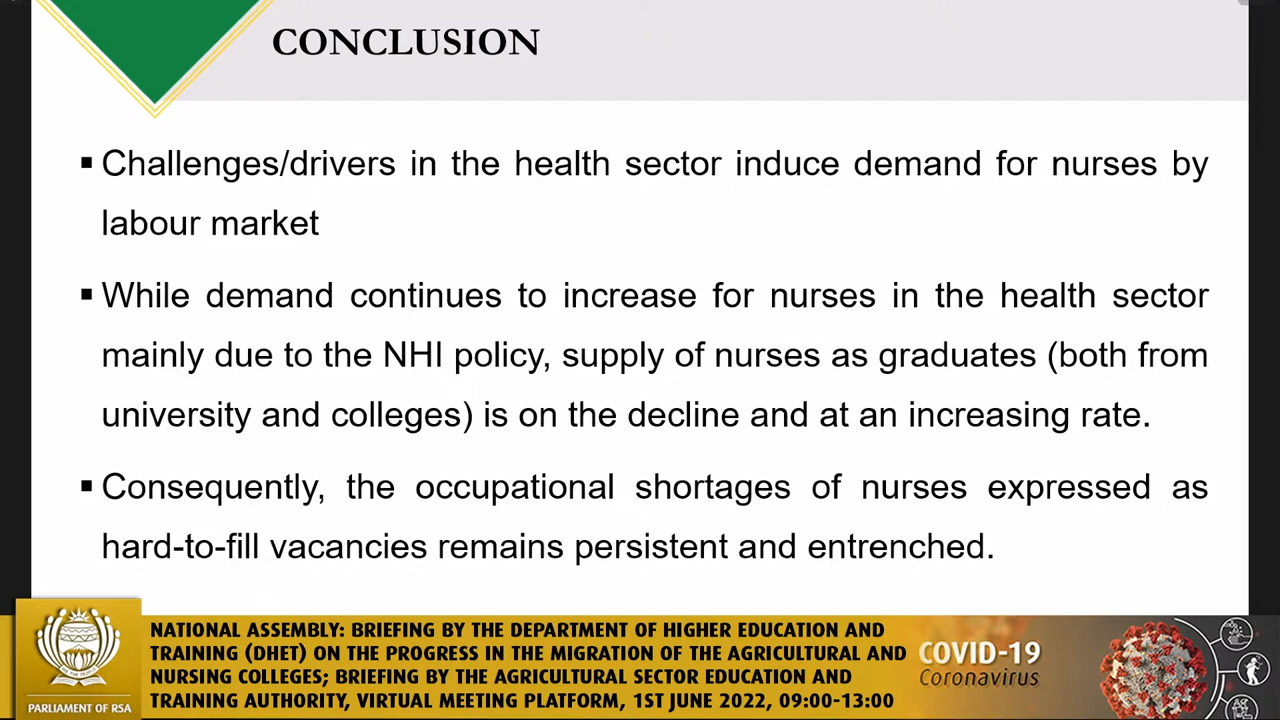 CONCLUSION
▪ Challenges/drivers in the health sector induce demand for nurses by
labour market
▪ While demand continues to increase for nurses in the health sector
mainly due to the NHI policy, supply of nurses as graduates (both from
university and colleges) is on the decline and at an increasing rate.
▪ Consequently, the occupational shortages of nurses expressed as
hard-to-fill vacancies remains persistent and entrenched.
PARLIAMENT OF RSA
NATIONAL ASSEMBLY: BRIEFING BY THE DEPARTMENT OF HIGHER EDUCATION AND
TRAINING (DHET) ON THE PROGRESS IN THE MIGRATION OF THE AGRICULTURAL AND
NURSING COLLEGES; BRIEFING BY THE AGRICULTURAL SECTOR EDUCATION AND
TRAINING AUTHORITY, VIRTUAL MEETING PLATFORM, 1ST JUNE 2022, 09:00-13:00
COVID-19
Coronavirus